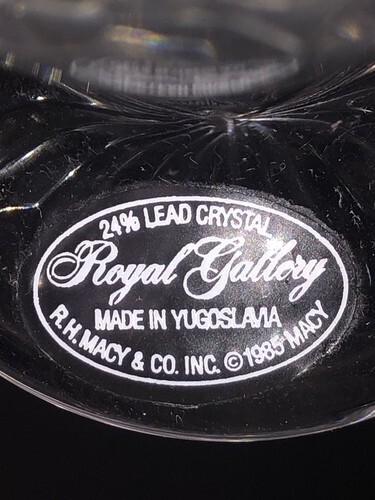 24% LEAD CRYSTAL
Royal Gallery
MADE IN YUGOSLAVIA
R.H. MACY & CO. INC. © 1985 MACY